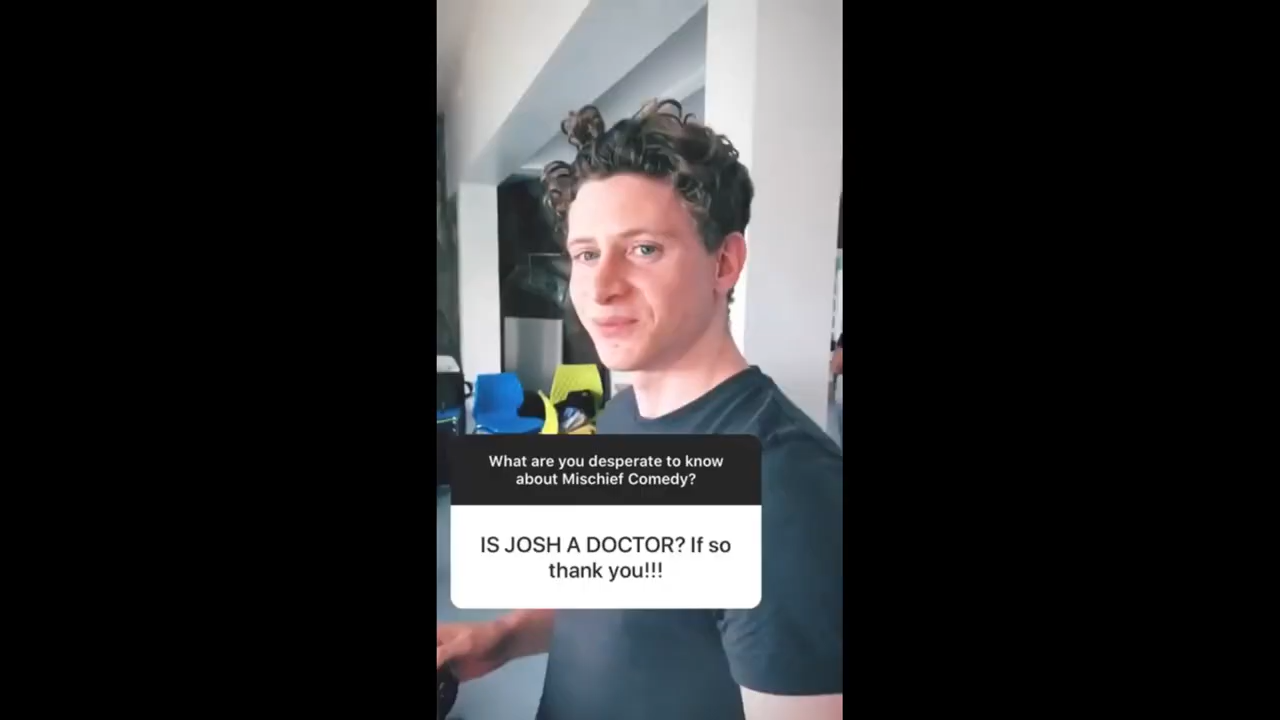 What are you desperate to know
about Mischief Comedy?
IS JOSH A DOCTOR? If so
thank you!!!